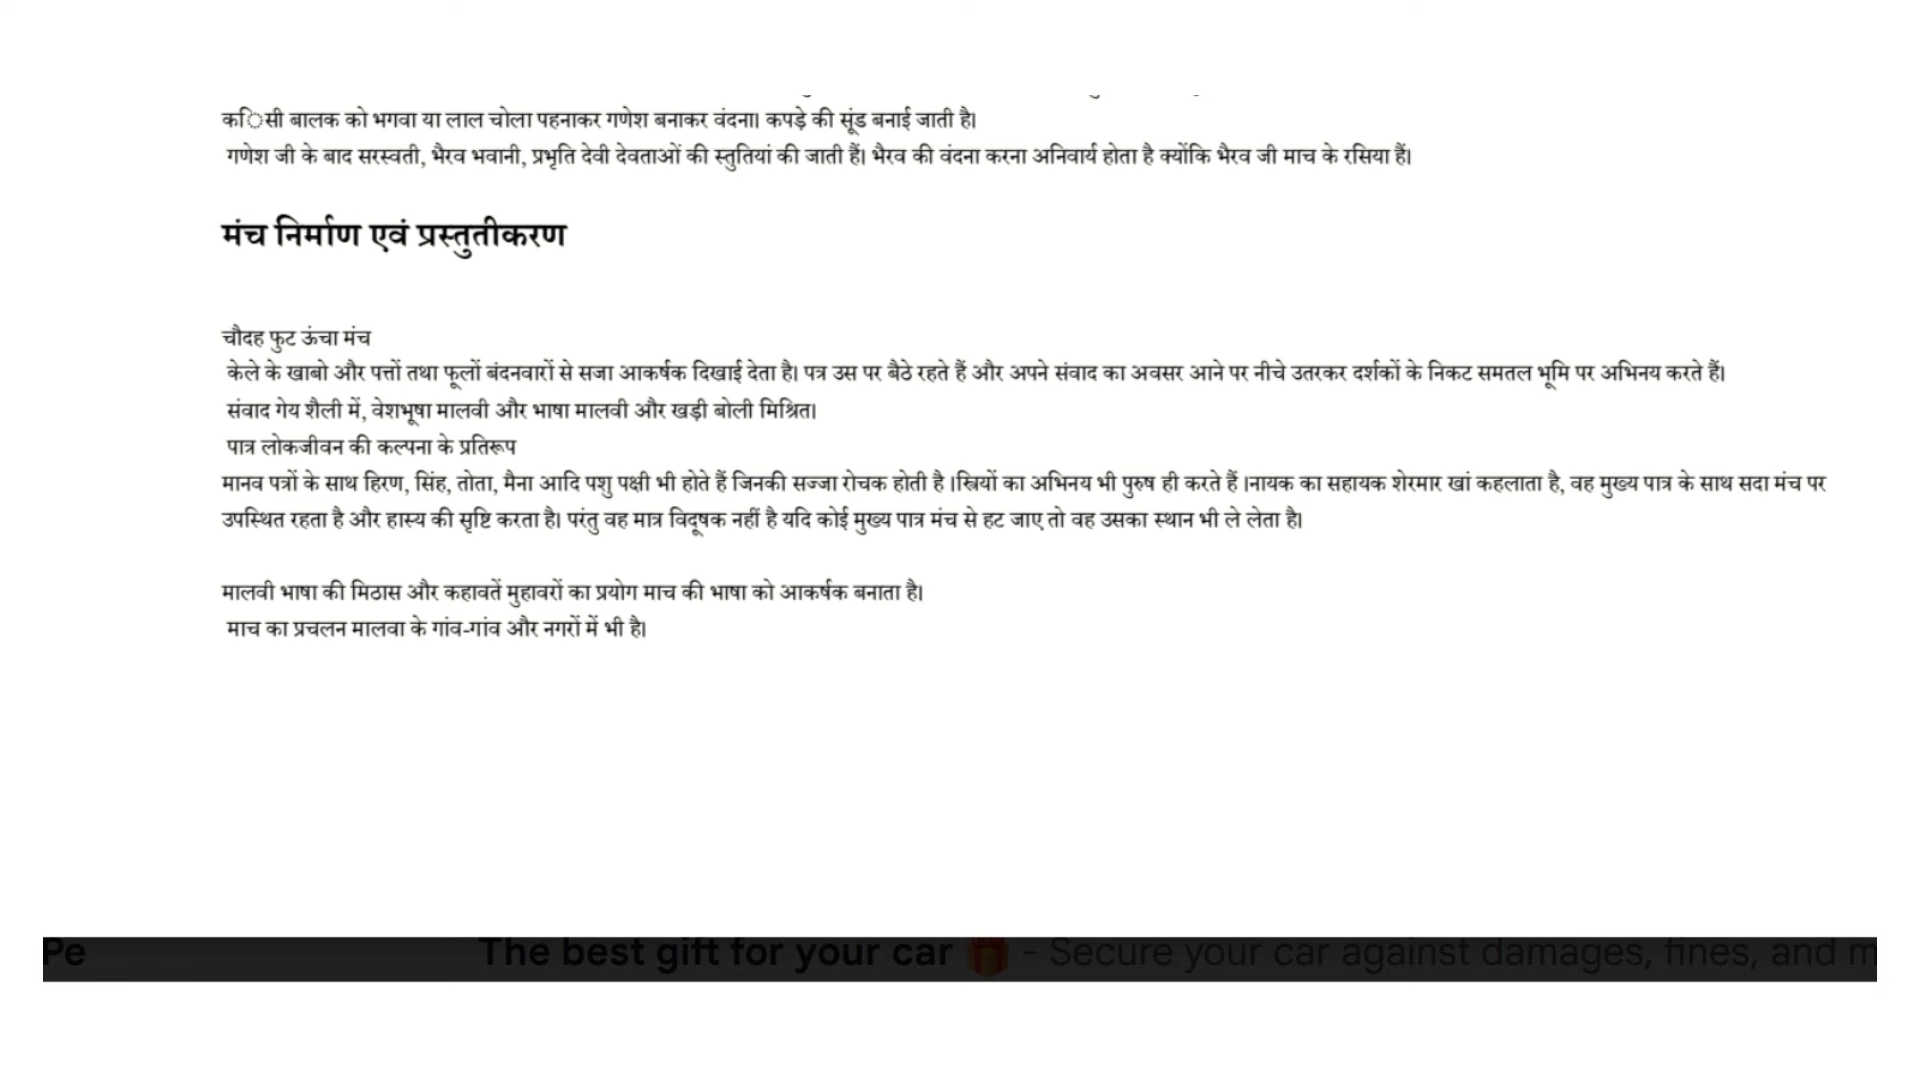 किसी बालक को भगवा या लाल चोला पहनाकर गणेश बनाकर वंदना। कपड़े की सूंड बनाई जाती है।
गणेश जी के बाद सरस्वती, भैरव भवानी, प्रभृति देवी देवताओं की स्तुतियां की जाती हैं। भैरव की वंदना करना अनिवार्य होता है क्योंकि भैरव जी माच के रसिया हैं।
मंच निर्माण एवं प्रस्तुतीकरण
चौदह फुट ऊंचा मंच
केले के खाबो और पत्तों तथा फूलों बंदनवारों से सजा आकर्षक दिखाई देता है। पत्र उस पर बैठे रहते हैं और अपने संवाद का अवसर आने पर नीचे उतरकर दर्शकों के निकट समतल भूमि पर अभिनय करते हैं।
संवाद गेय शैली में, वेशभूषा मालवी और भाषा मालवी और खड़ी बोली मिश्रित।
पात्र लोकजीवन की कल्पना के प्रतिरूप
मानव पत्रों के साथ हिरण, सिंह, तोता, मैना आदि पशु पक्षी भी होते हैं जिनकी सज्जा रोचक होती है ।स्त्रियों का अभिनय भी पुरुष ही करते हैं ।नायक का सहायक शेरमार खां कहलाता है, वह मुख्य पात्र के साथ सदा मंच पर
उपस्थित रहता है और हास्य की सृष्टि करता है। परंतु वह मात्र विदूषक नहीं है यदि कोई मुख्य पात्र मंच से हट जाए तो वह उसका स्थान भी ले लेता है।
मालवी भाषा की मिठास और कहावतें मुहावरों का प्रयोग माच की भाषा को आकर्षक बनाता है।
माच का प्रचलन मालवा के गांव-गांव और नगरों में भी है।
Pe The best gift for your car 🎁 - Secure your car against damages, fines, and m